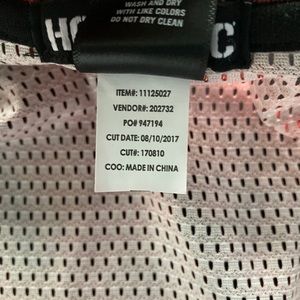 WASH AND DRY
WITH LIKE COLORS
DO NOT DRY CLEAN
HO
C
ITEM#: 11125027
VENDOR#: 202732
PO# 947194
CUT DATE: 08/10/2017
CUT#: 170810
COO: MADE IN CHINA